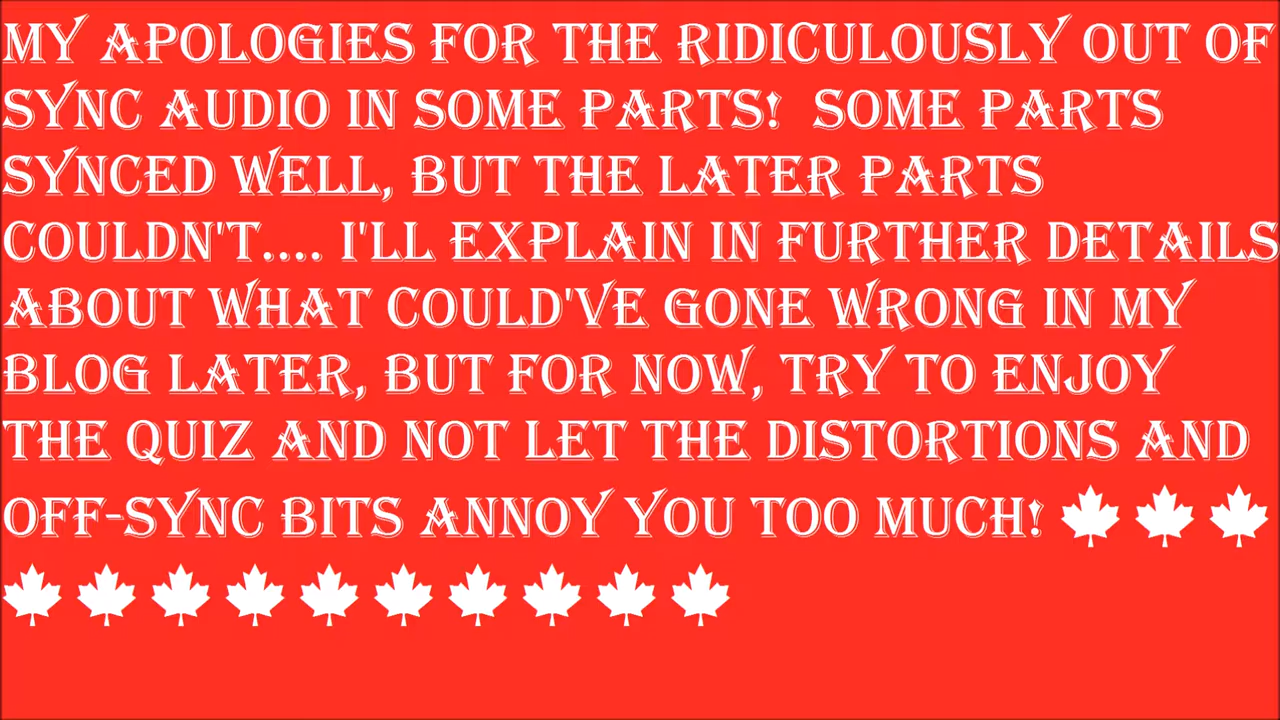 MY APOLOGIES FOR THE RIDICULOUSLY OUT OF
SYNC AUDIO IN SOME PARTS!  SOME PARTS
SYNCED WELL, BUT THE LATER PARTS
COULDN'T.... I'LL EXPLAIN IN FURTHER DETAILS
ABOUT WHAT COULD'VE GONE WRONG IN MY
BLOG LATER, BUT FOR NOW, TRY TO ENJOY
THE QUIZ AND NOT LET THE DISTORTIONS AND
OFF-SYNC BITS ANNOY YOU TOO MUCH!